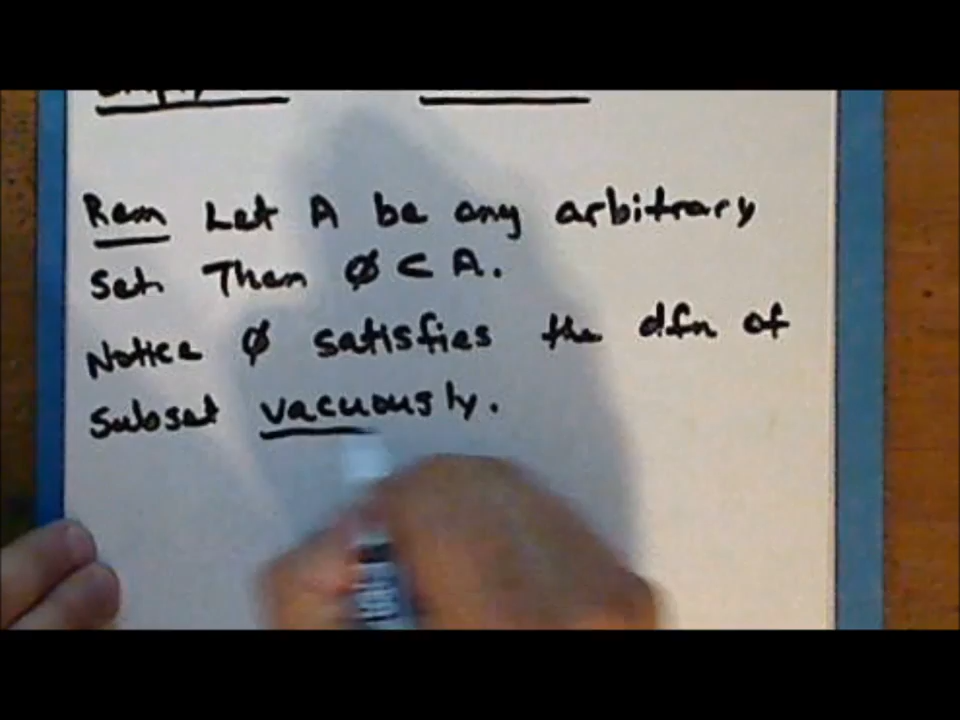 Rem Let A be any arbitrary
Set. Then ∅ ⊂ A.
Notice ∅ satisfies the dfn of
Subset vacuously.